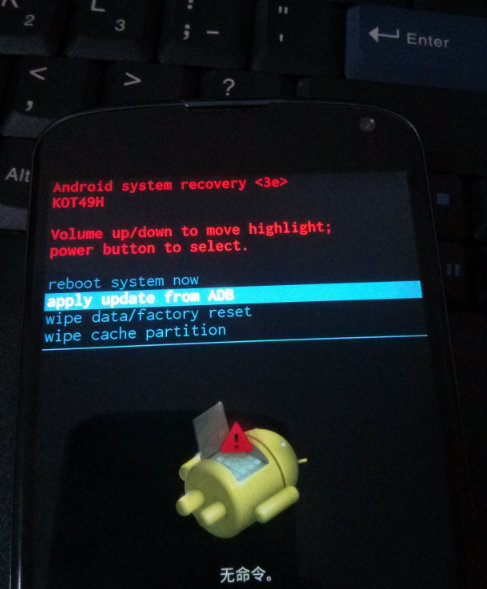 K
2
L
3
:
; -
"
'
Enter
<
,
>
?
Alt
Android system recovery <3e>
KOT49H
Volume up/down to move highlight;
power button to select.
reboot system now
apply update from ADB
wipe data/factory reset
wipe cache partition
无命令。